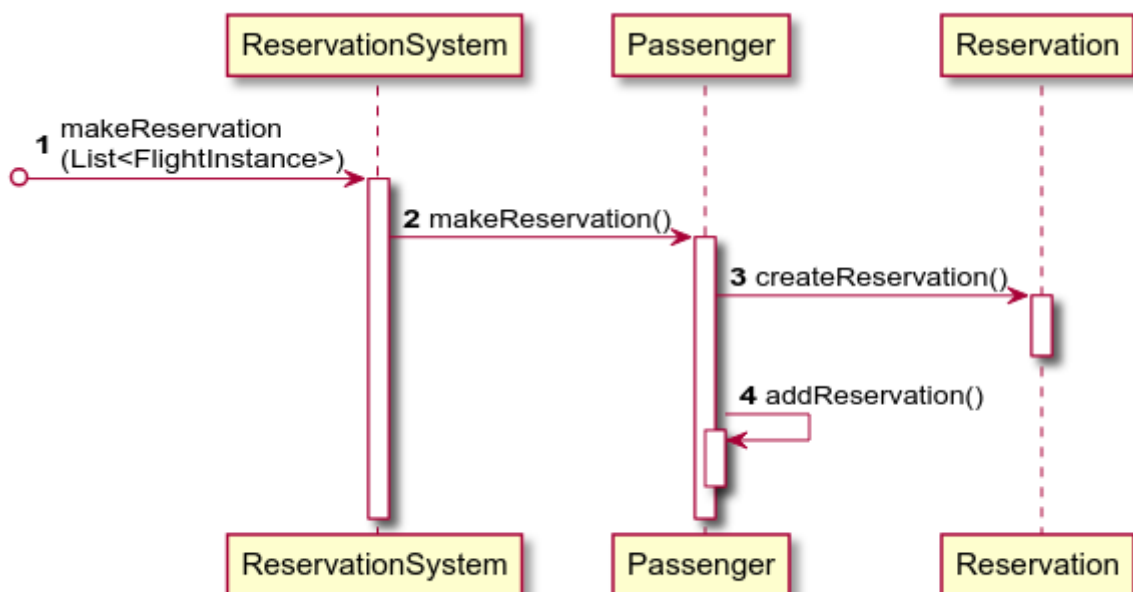 ReservationSystem
Passenger
Reservation
1 makeReservation
(List<FlightInstance>)
2 makeReservation()
3 createReservation()
4 addReservation()
ReservationSystem
Passenger
Reservation